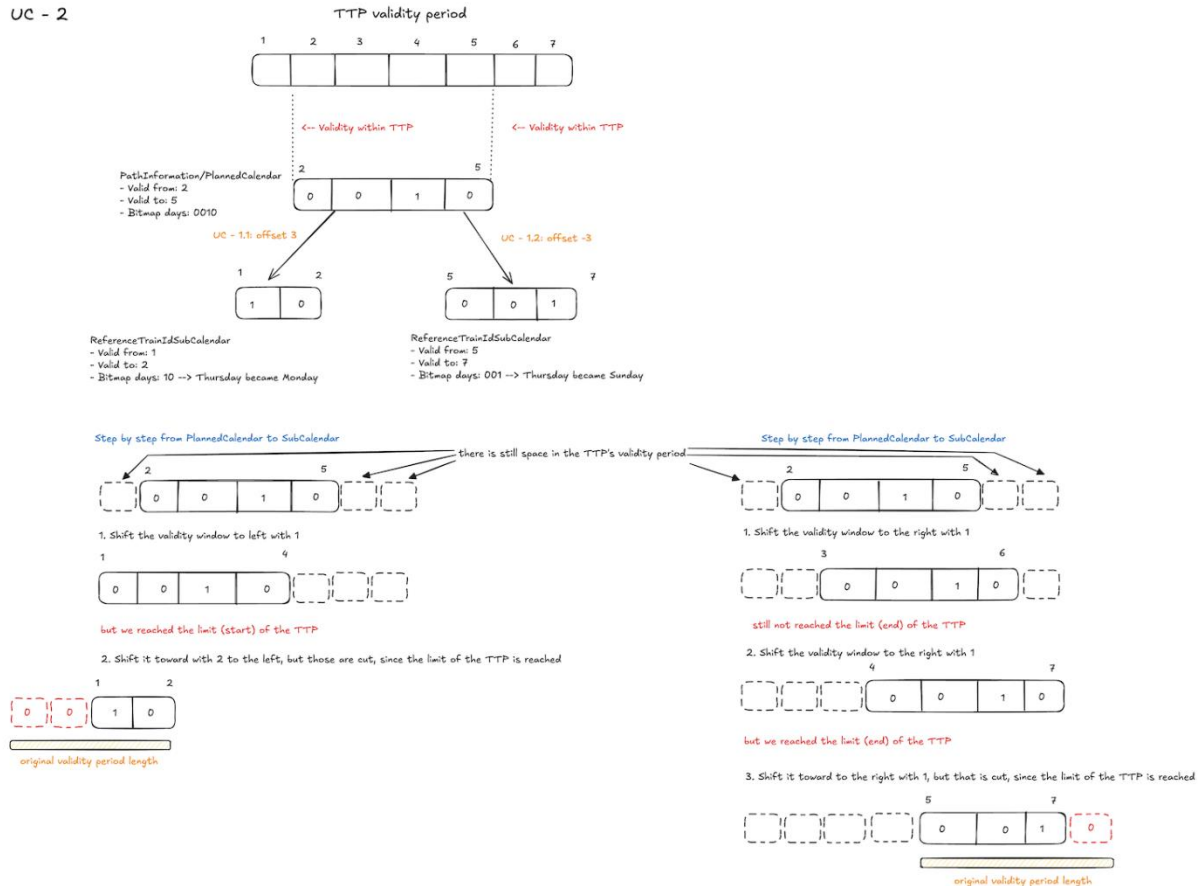 UC - 2
TTP validity period
1 2 3 4 5 6 7
<-- Validity within TTP
<-- Validity within TTP
2 5
0 0 1 0
PathInformation/PlannedCalendar
- Valid from: 2
- Valid to: 5
- Bitmap days: 0010
UC - 1.1: offset 3
UC - 1.2: offset -3
1 2
1 0
5 7
0 0 1
ReferenceTrainIdSubCalendar
- Valid from: 1
- Valid to: 2
- Bitmap days: 10 --> Thursday became Monday
ReferenceTrainIdSubCalendar
- Valid from: 5
- Valid to: 7
- Bitmap days: 001 --> Thursday became Sunday
Step by step from PlannedCalendar to SubCalendar
Step by step from PlannedCalendar to SubCalendar
there is still space in the TTP's validity period
2 5
0 0 1 0
1. Shift the validity window to left with 1
1 4
0 0 1 0
but we reached the limit (start) of the TTP
2. Shift it toward with 2 to the left, but those are cut, since the limit of the TTP is reached
1 2
0 0 1 0
original validity period length
2 5
0 0 1 0
1. Shift the validity window to the right with 1
3 6
0 0 1 0
still not reached the limit (end) of the TTP
2. Shift the validity window to the right with 1
4 7
0 0 1 0
but we reached the limit (end) of the TTP
3. Shift it toward to the right with 1, but that is cut, since the limit of the TTP is reached
5 7
0 0 1 0
original validity period length